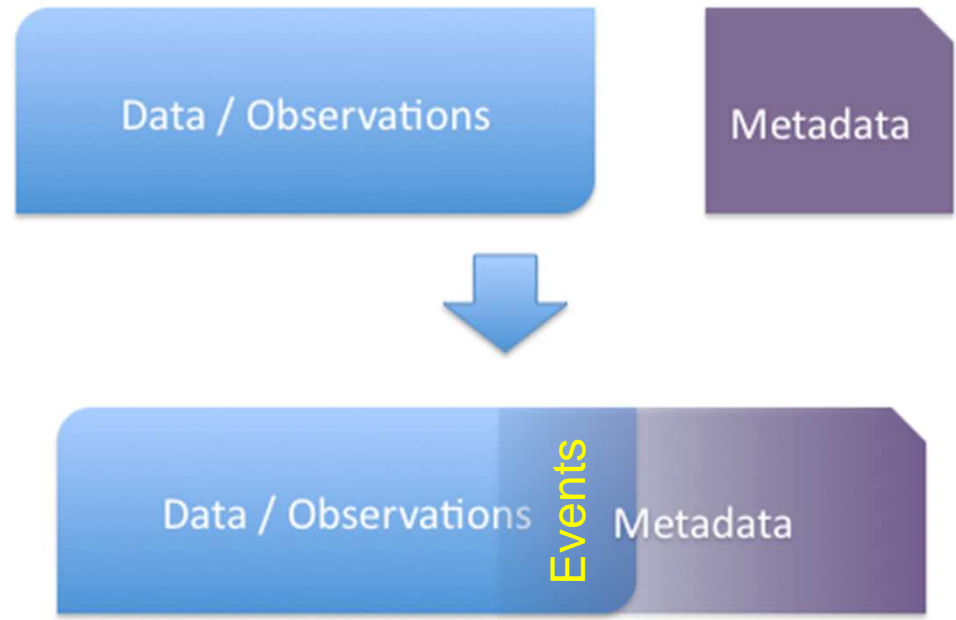 Data / Observations
Metadata
Data / Observations
Events
Metadata